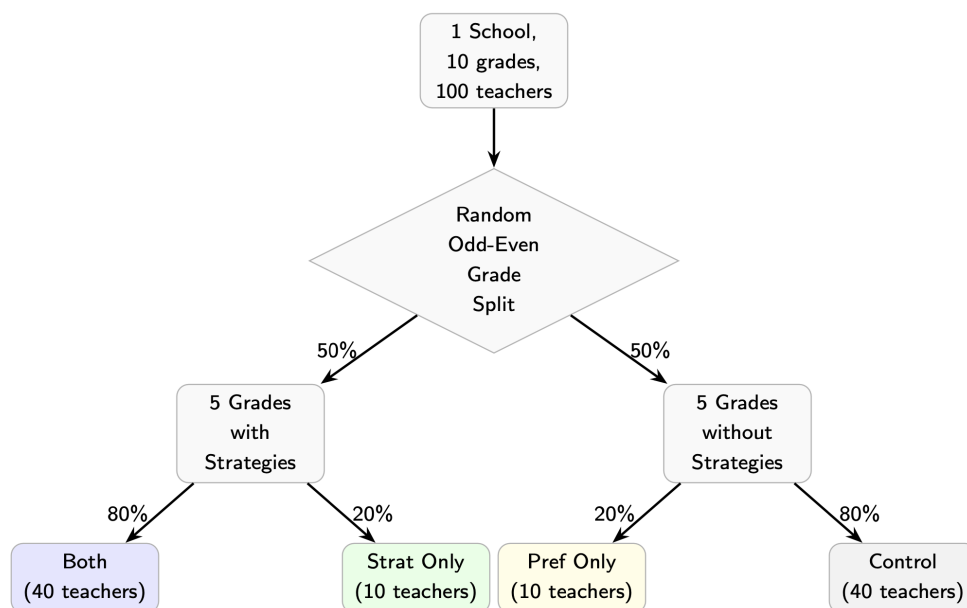 1 School,
10 grades,
100 teachers
Random
Odd-Even
Grade
Split
50%
50%
5 Grades
with
Strategies
5 Grades
without
Strategies
80%
20%
20%
80%
Both
(40 teachers)
Strat Only
(10 teachers)
Pref Only
(10 teachers)
Control
(40 teachers)